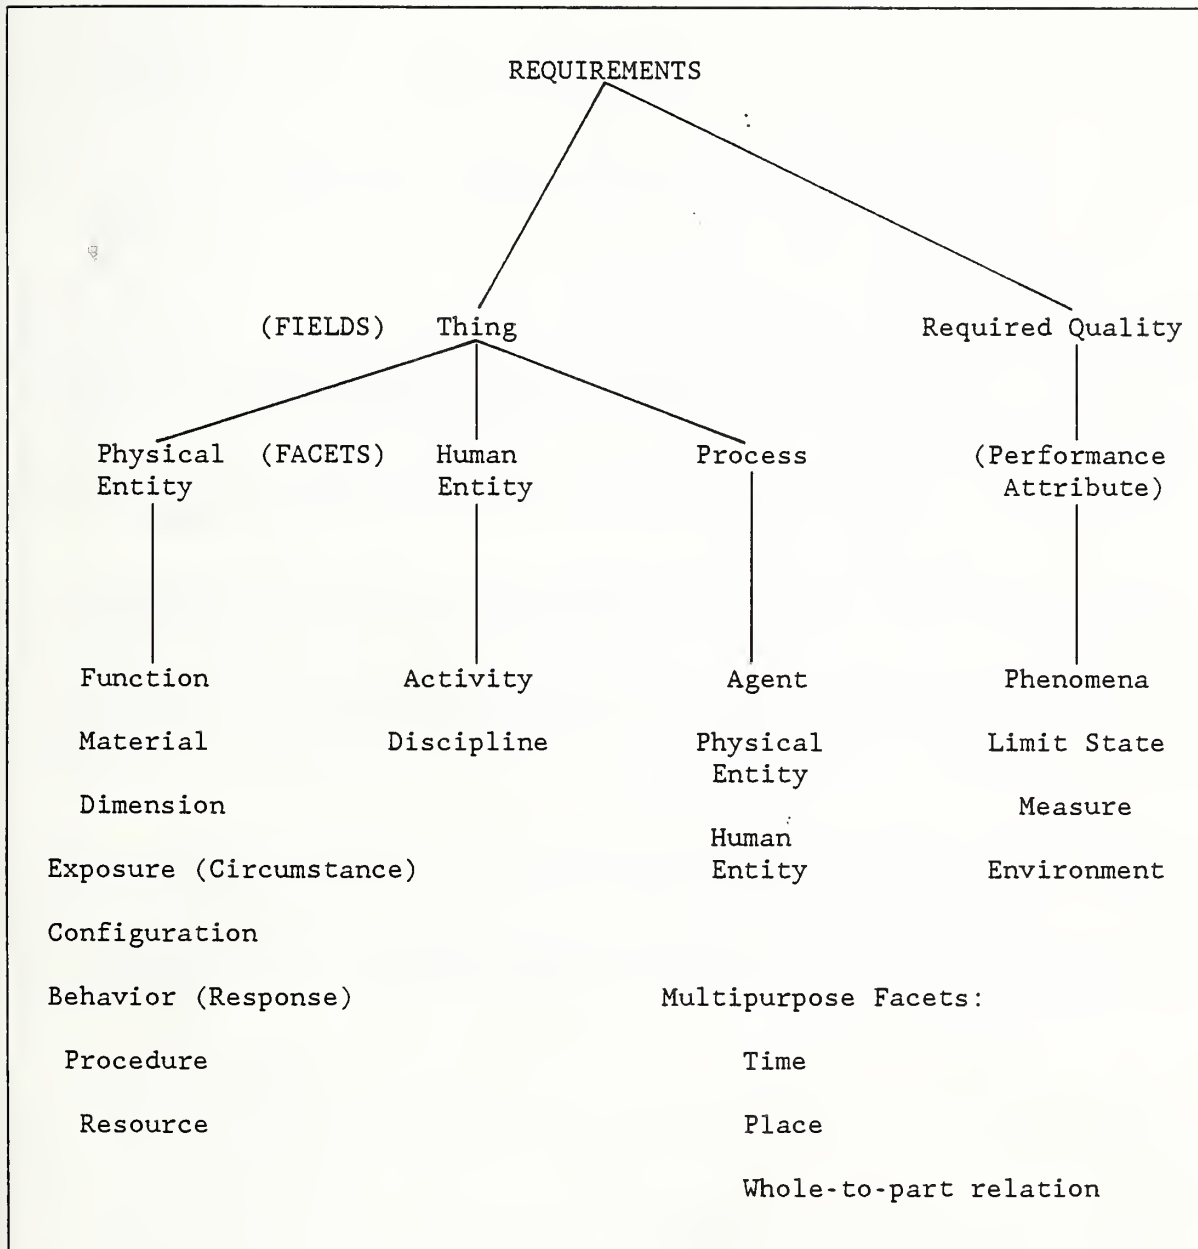 REQUIREMENTS
(FIELDS) Thing Required Quality
Physical (FACETS) Human Process (Performance
Entity Entity Attribute)
Function Activity Agent Phenomena
Material Discipline Physical Limit State
Entity
Dimension Measure
Human
Exposure (Circumstance) Entity Environment
Configuration
Behavior (Response) Multipurpose Facets:
Procedure Time
Resource Place
Whole-to-part relation